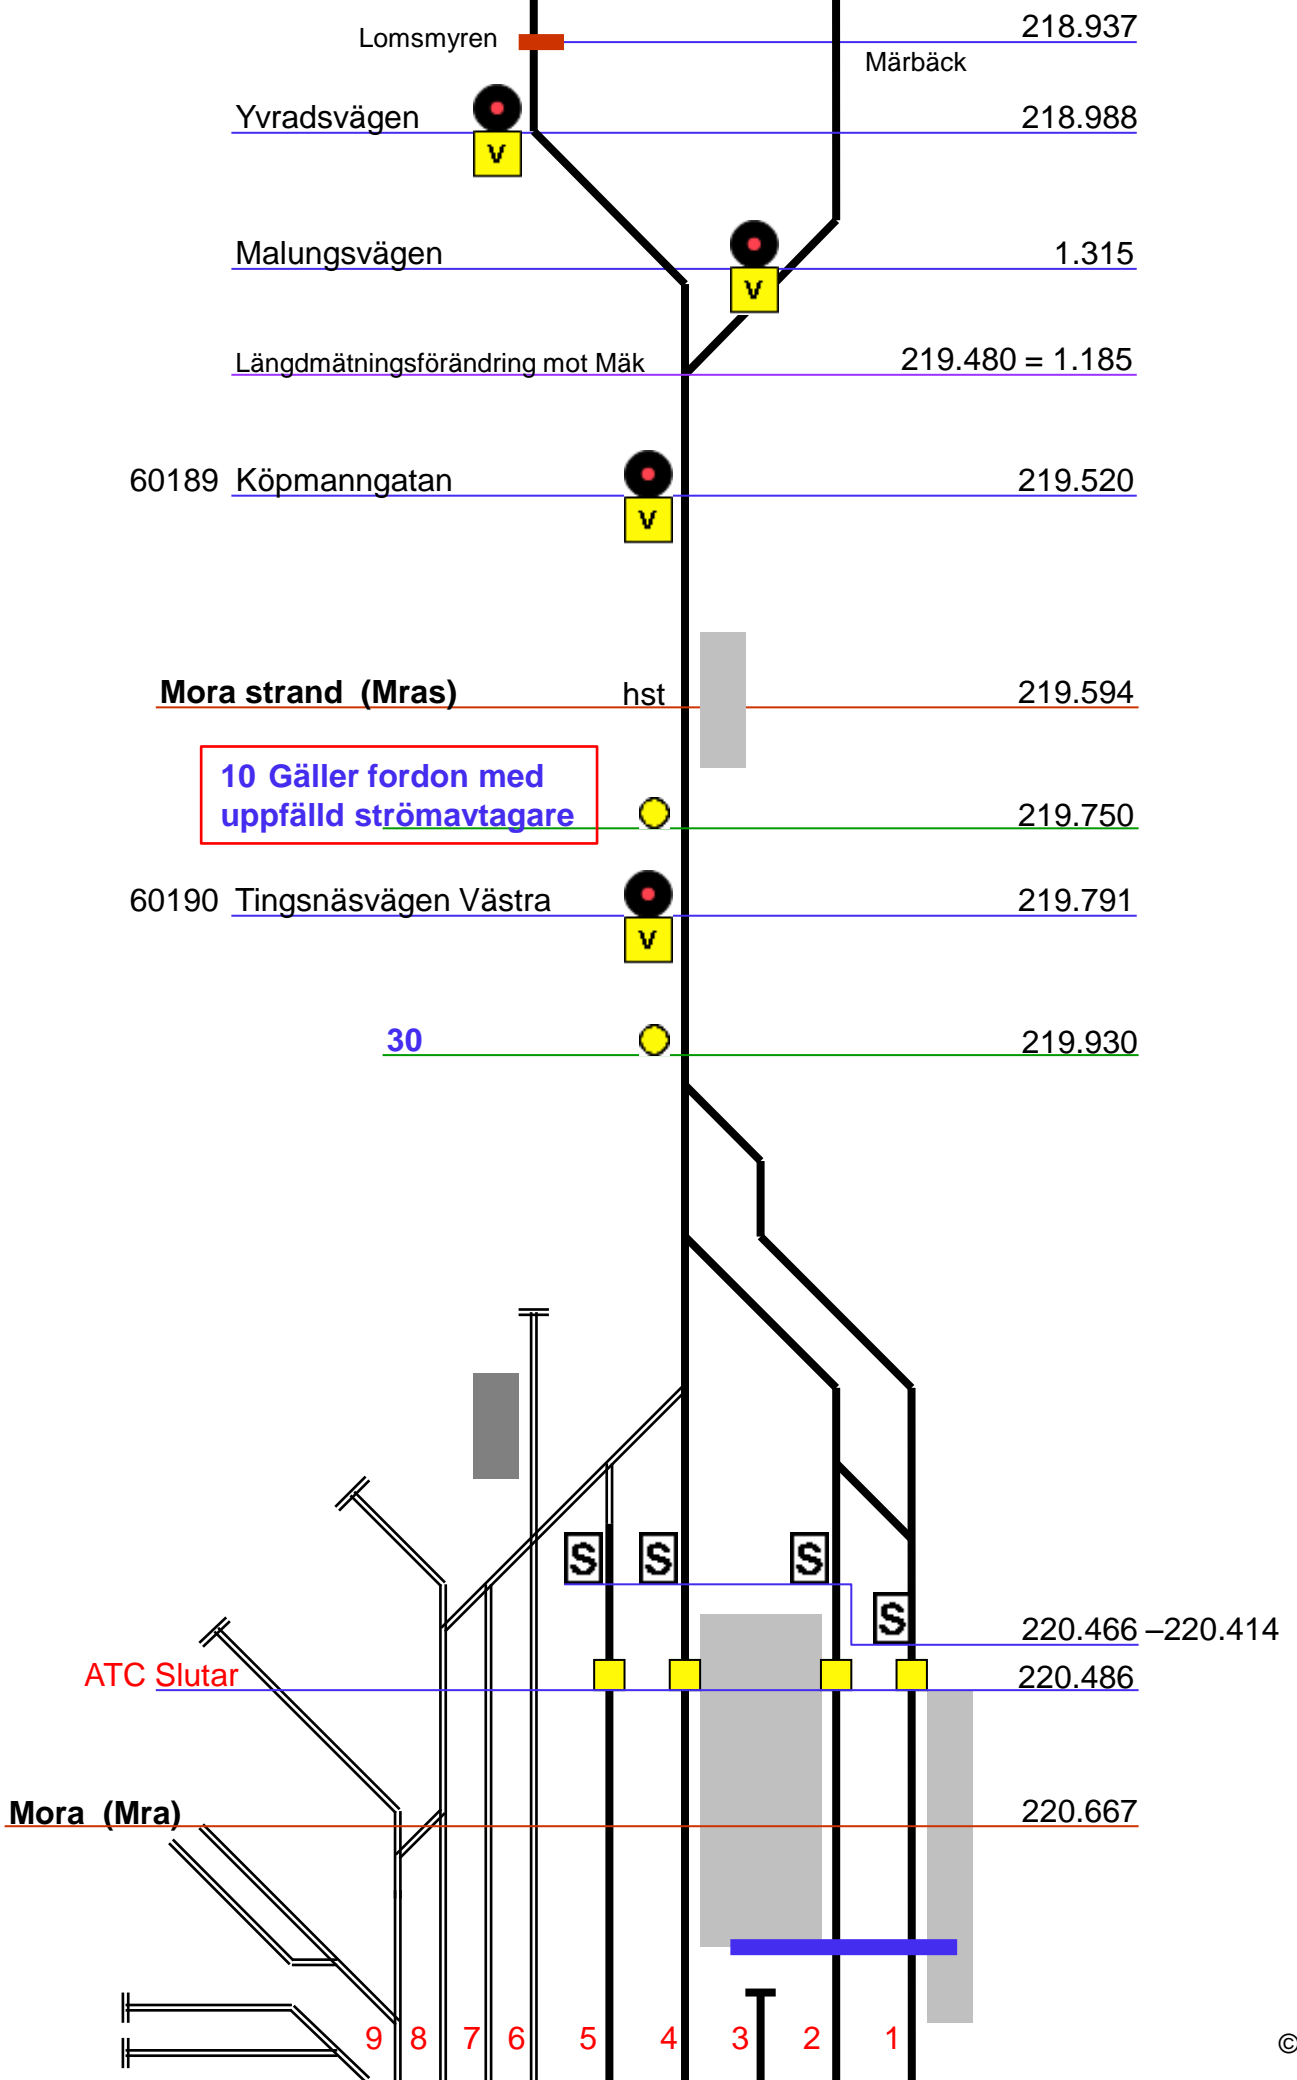 Lomsmyren 218.937
Märbäck
Yvradsvägen 218.988
V
Malungsvägen 1.315
V
Längdmätningsförändring mot Mäk 219.480 = 1.185
60189 Köpmanngatan 219.520
V
Mora strand (Mras) hst 219.594
10 Gäller fordon med
uppfälld strömavtagare 219.750
60190 Tingsnäsvägen Västra 219.791
V
30 219.930
S S S
S 220.466 –220.414
ATC Slutar 220.486
Mora (Mra) 220.667
9 8 7 6 5 4 3 2 1 ©